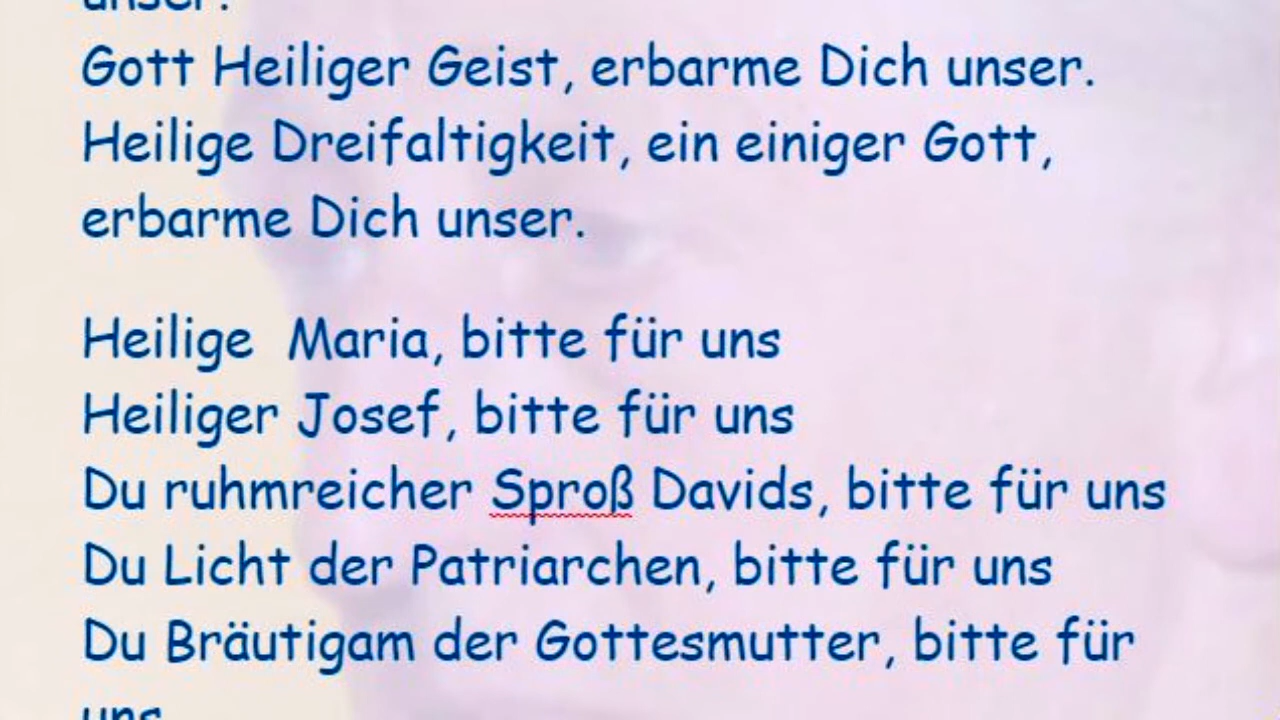 unser.
Gott Heiliger Geist, erbarme Dich unser.
Heilige Dreifaltigkeit, ein einiger Gott,
erbarme Dich unser.
Heilige  Maria, bitte für uns
Heiliger Josef, bitte für uns
Du ruhmreicher Sproß Davids, bitte für uns
Du Licht der Patriarchen, bitte für uns
Du Bräutigam der Gottesmutter, bitte für
uns